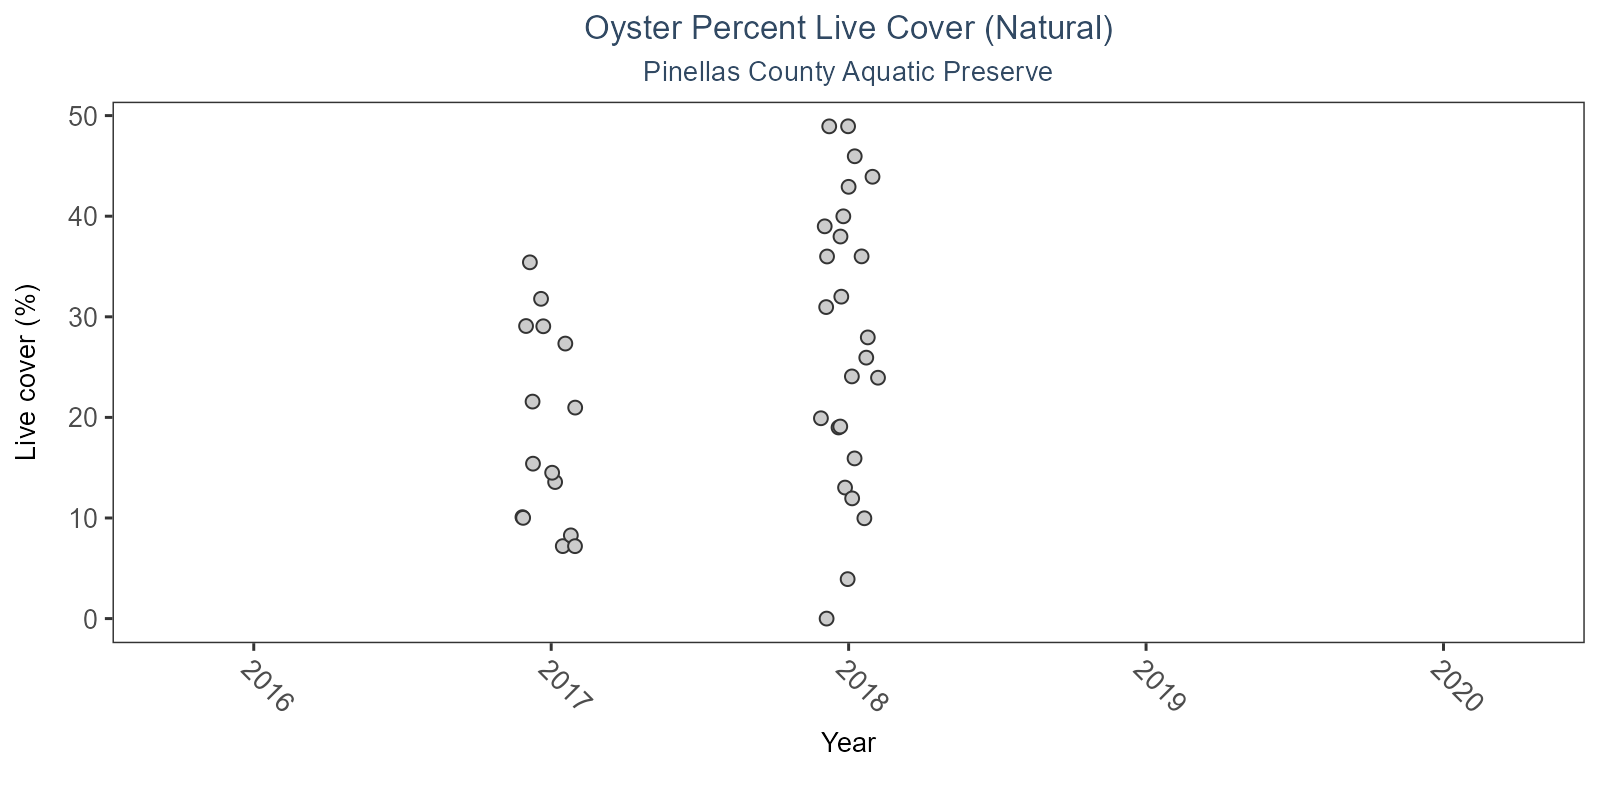 Oyster Percent Live Cover (Natural)
Pinellas County Aquatic Preserve
Live cover (%)
50
40
30
20
10
0
2016
2017
2018
2019
2020
Year